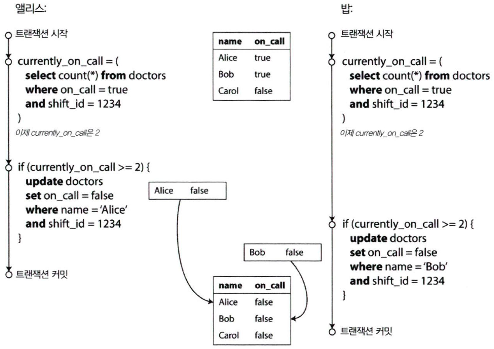 앨리스:
트랜잭션 시작
currently_on_call = (
select count(*) from doctors
where on_call = true
and shift_id = 1234
)
이제 currently_on_call은 2
if (currently_on_call >= 2) {
update doctors
set on_call = false
where name = ‘Alice’
and shift_id = 1234
}
트랜잭션 커밋
name on_call
Alice true
Bob true
Carol false
Alice false
Bob false
name on_call
Alice false
Bob false
Carol false
밥:
트랜잭션 시작
currently_on_call = (
select count(*) from doctors
where on_call = true
and shift_id = 1234
)
이제 currently_on_call은 2
if (currently_on_call >= 2) {
update doctors
set on_call = false
where name = ‘Bob’
and shift_id = 1234
}
트랜잭션 커밋